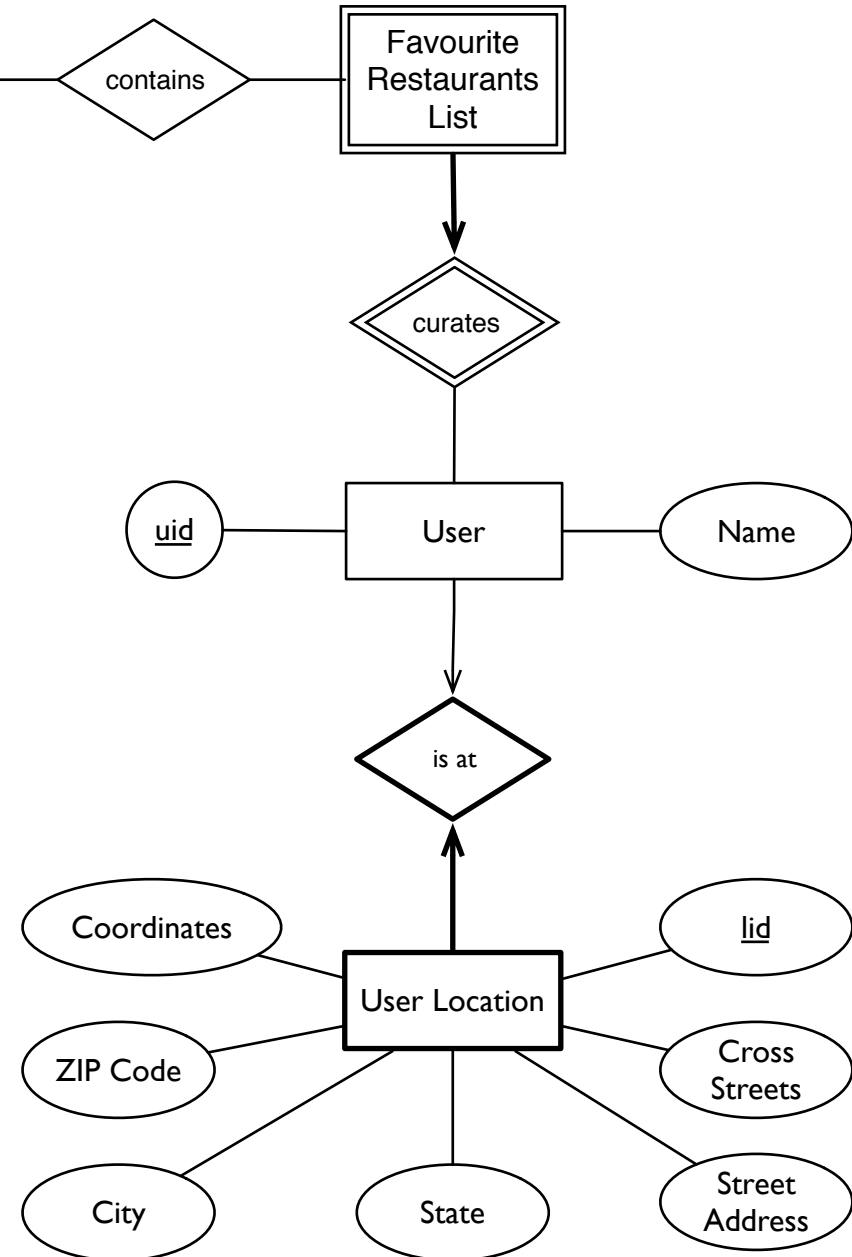 contains
Favourite
Restaurants
List
curates
uid
User
Name
is at
Coordinates
lid
User Location
ZIP Code
Cross
Streets
City
State
Street
Address